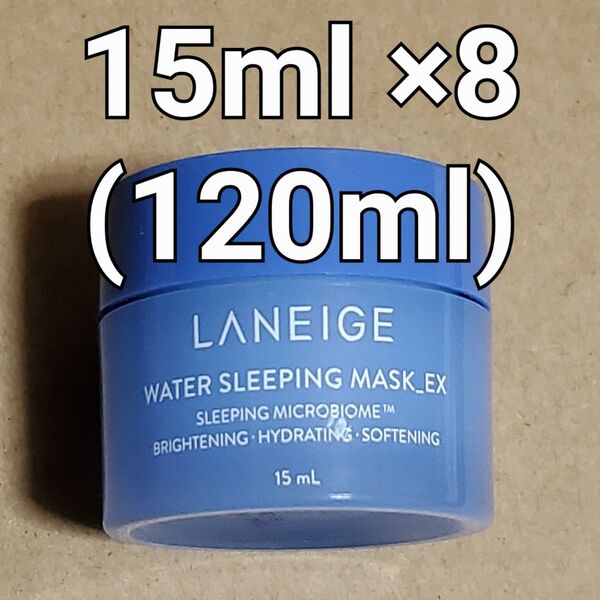 15ml ×8
(120ml)
LANEIGE
WATER SLEEPING MASK_EX
SLEEPING MICROBIOME™
BRIGHTENING · HYDRATING · SOFTENING
15 mL